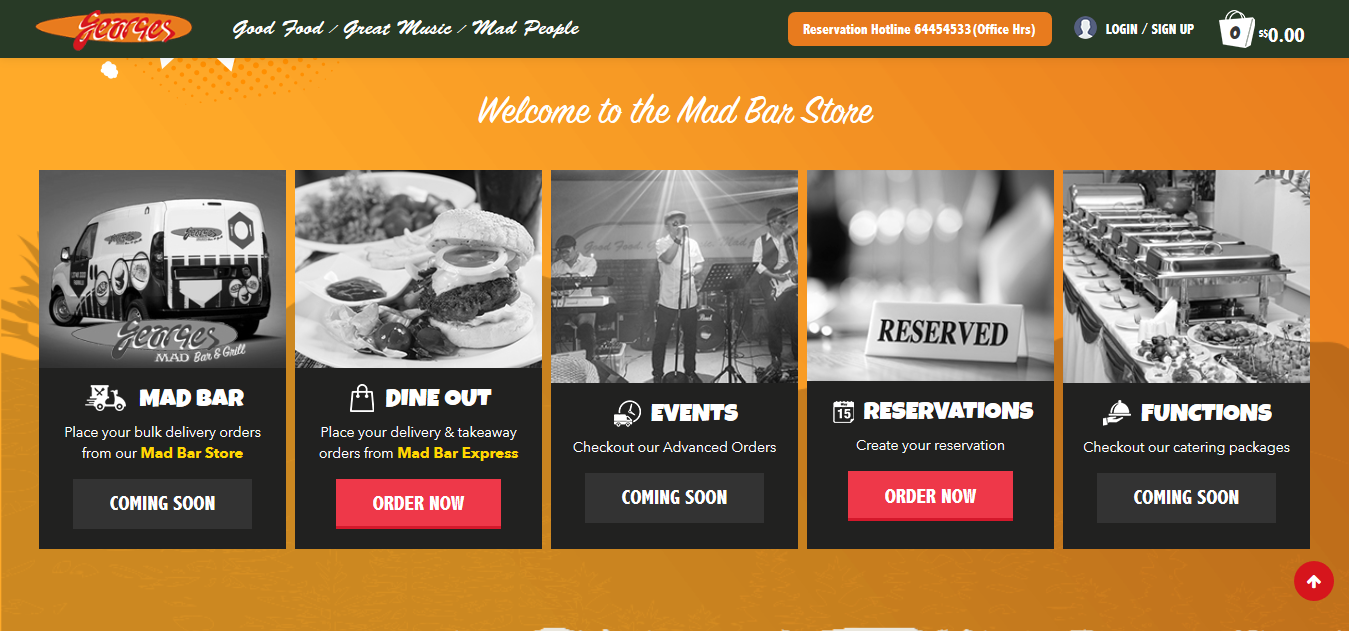 Georges
Good Food / Great Music / Mad People
Reservation Hotline 64454533(Office Hrs)
LOGIN / SIGN UP
0
S$0.00
Welcome to the Mad Bar Store
Georges
MAD Bar & Grill
RESERVED
MAD BAR
Place your bulk delivery orders
from our Mad Bar Store
COMING SOON
DINE OUT
Place your delivery & takeaway
orders from Mad Bar Express
ORDER NOW
EVENTS
Checkout our Advanced Orders
COMING SOON
15
RESERVATIONS
Create your reservation
ORDER NOW
FUNCTIONS
Checkout our catering packages
COMING SOON